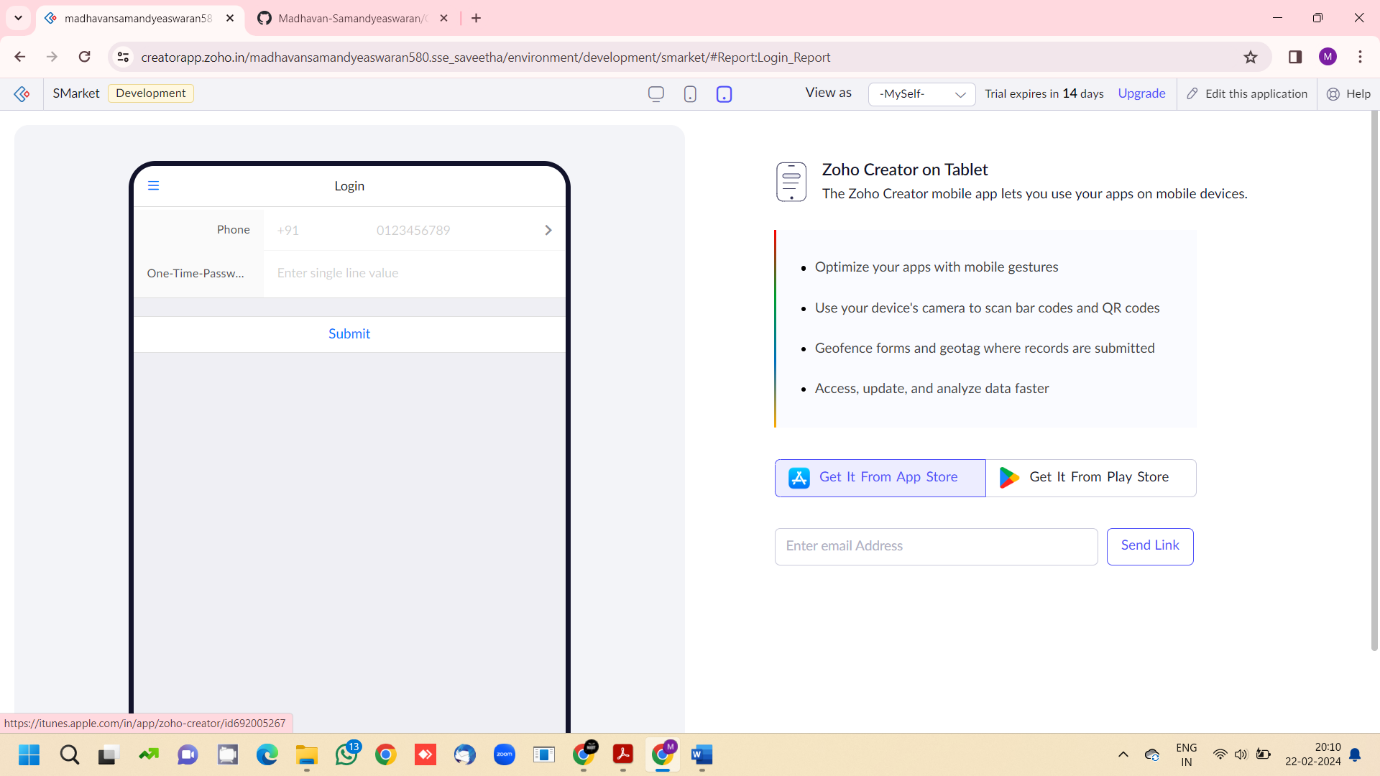 madhavansamandyeaswaran58
Madhavan-Samandyeaswaran/
creatorapp.zoho.in/madhavansamandyeaswaran580.sse_saveetha/environment/development/smarket/#Report:Login_Report
M
SMarket Development
View as -MySelf- Trial expires in 14 days Upgrade Edit this application Help
Login
Phone +91 0123456789
One-Time-Passw... Enter single line value
Submit
Zoho Creator on Tablet
The Zoho Creator mobile app lets you use your apps on mobile devices.
Optimize your apps with mobile gestures
Use your device's camera to scan bar codes and QR codes
Geofence forms and geotag where records are submitted
Access, update, and analyze data faster
Get It From App Store Get It From Play Store
Enter email Address Send Link
https://itunes.apple.com/in/app/zoho-creator/id692005267
13
zoom
M
W
ENG
IN
20:10
22-02-2024